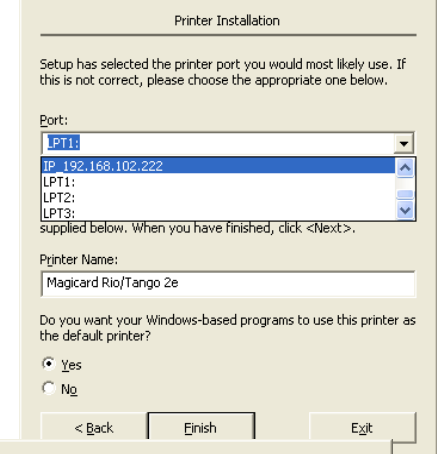 Printer Installation
Setup has selected the printer port you would most likely use. If
this is not correct, please choose the appropriate one below.
Port:
LPT1:
IP_192.168.102.222
LPT1:
LPT2:
LPT3:
supplied below. When you have finished, click <Next>.
Printer Name:
Magicard Rio/Tango 2e
Do you want your Windows-based programs to use this printer as
the default printer?
Yes
No
< Back Finish Exit